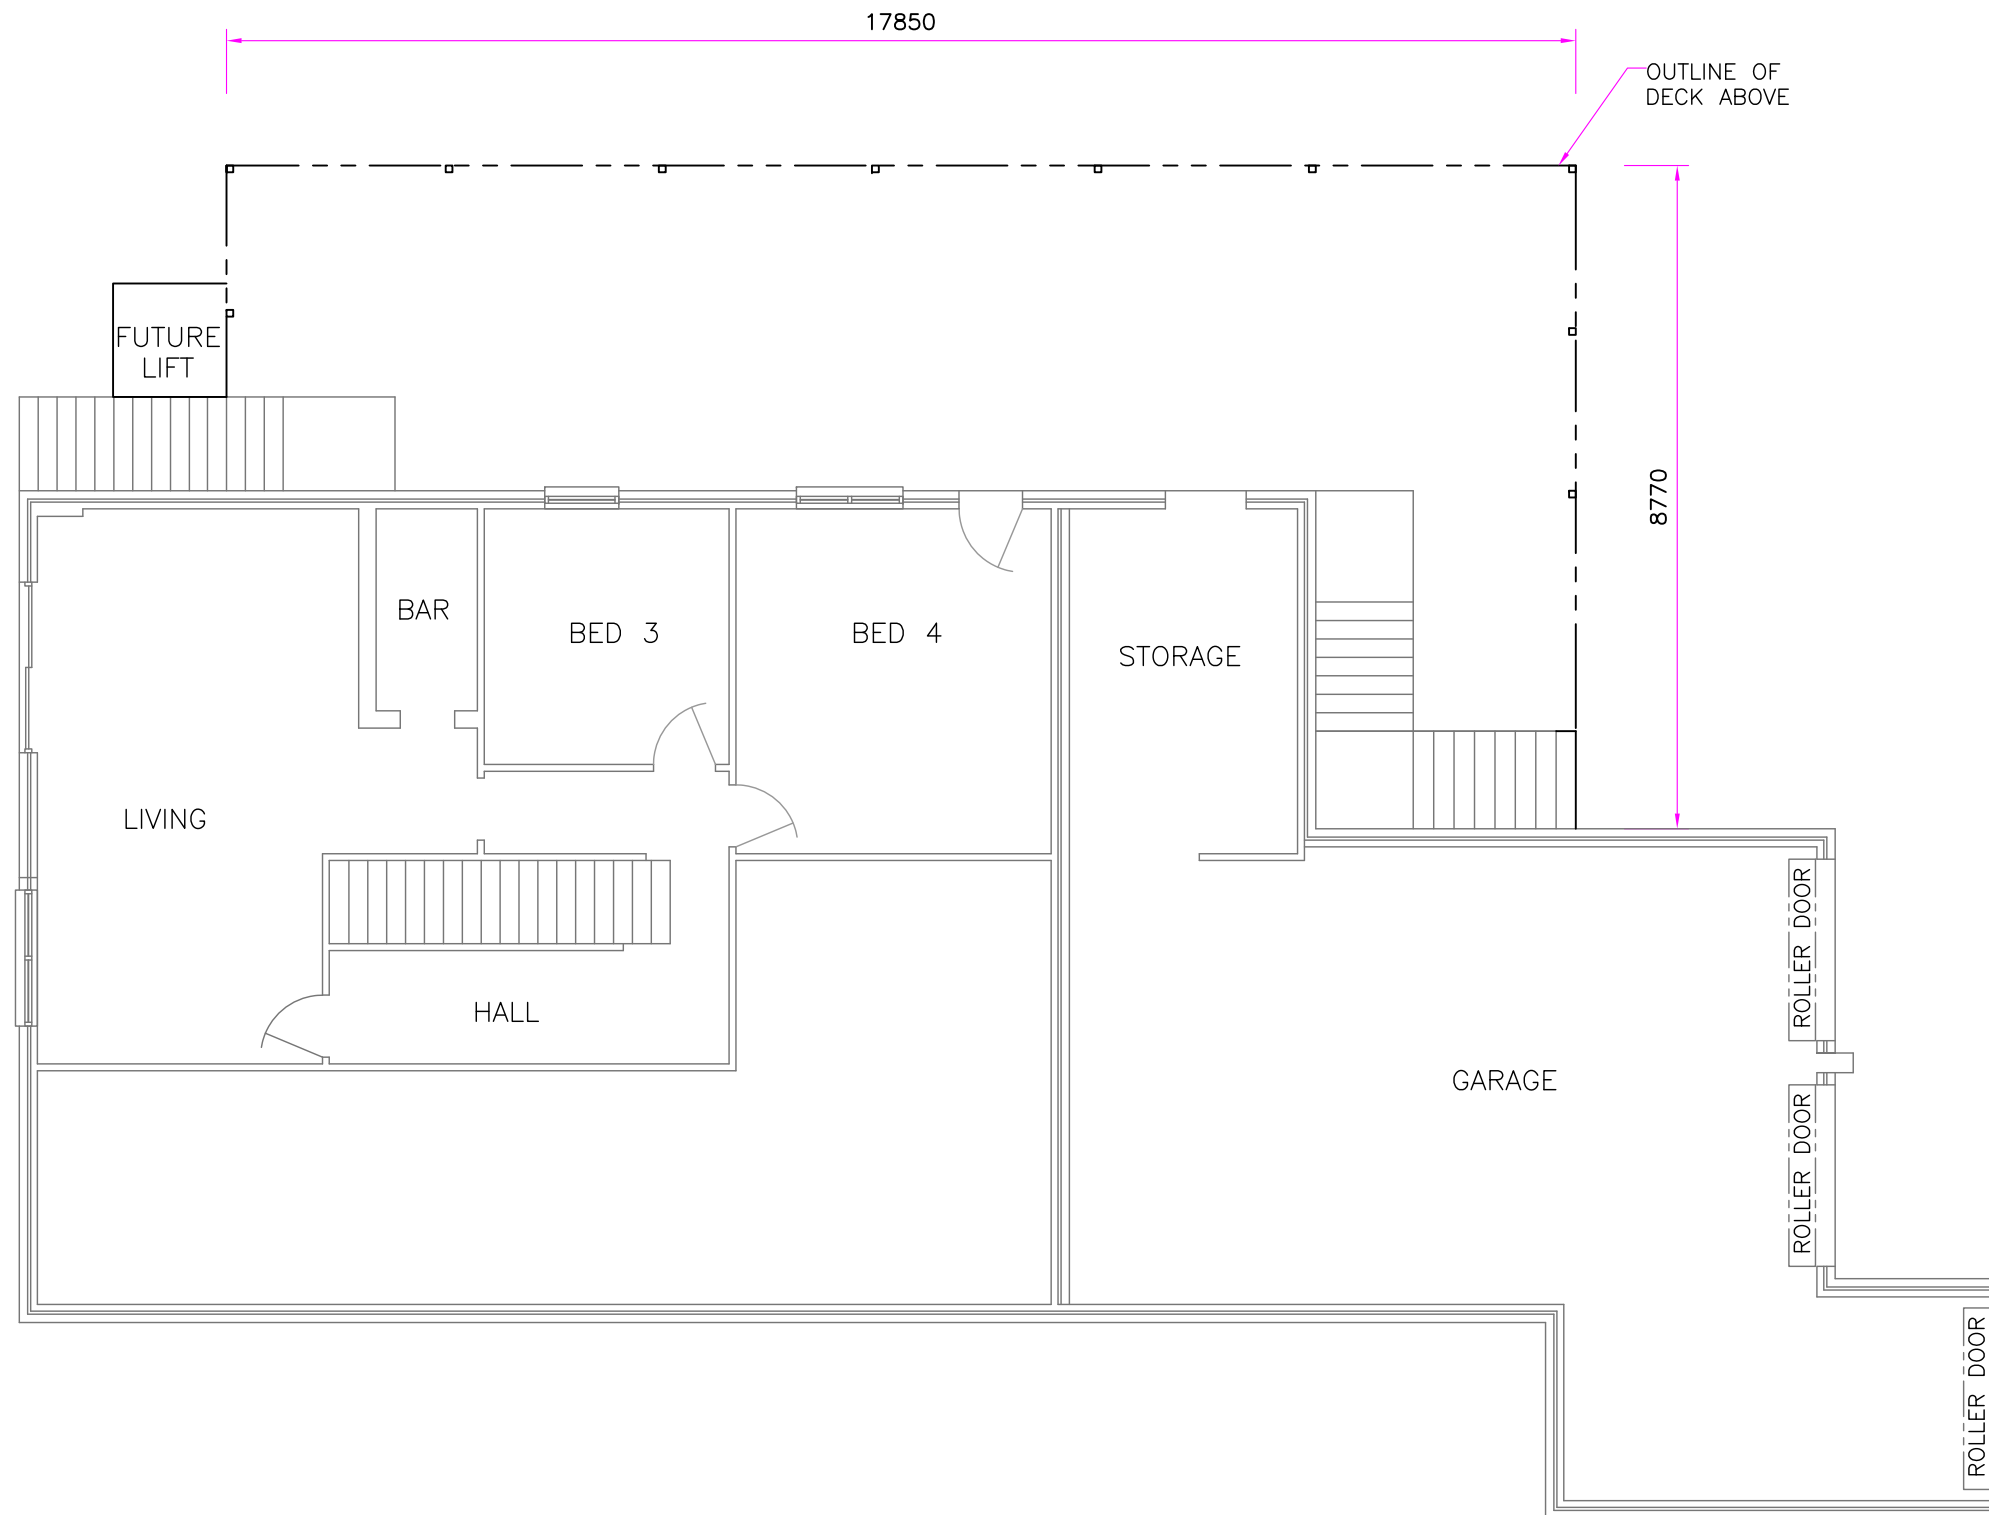 17850
OUTLINE OF
DECK ABOVE
FUTURE
LIFT
8770
BAR
BED 3
BED 4
STORAGE
LIVING
HALL
GARAGE
ROLLER DOOR
ROLLER DOOR
ROLLER DOOR